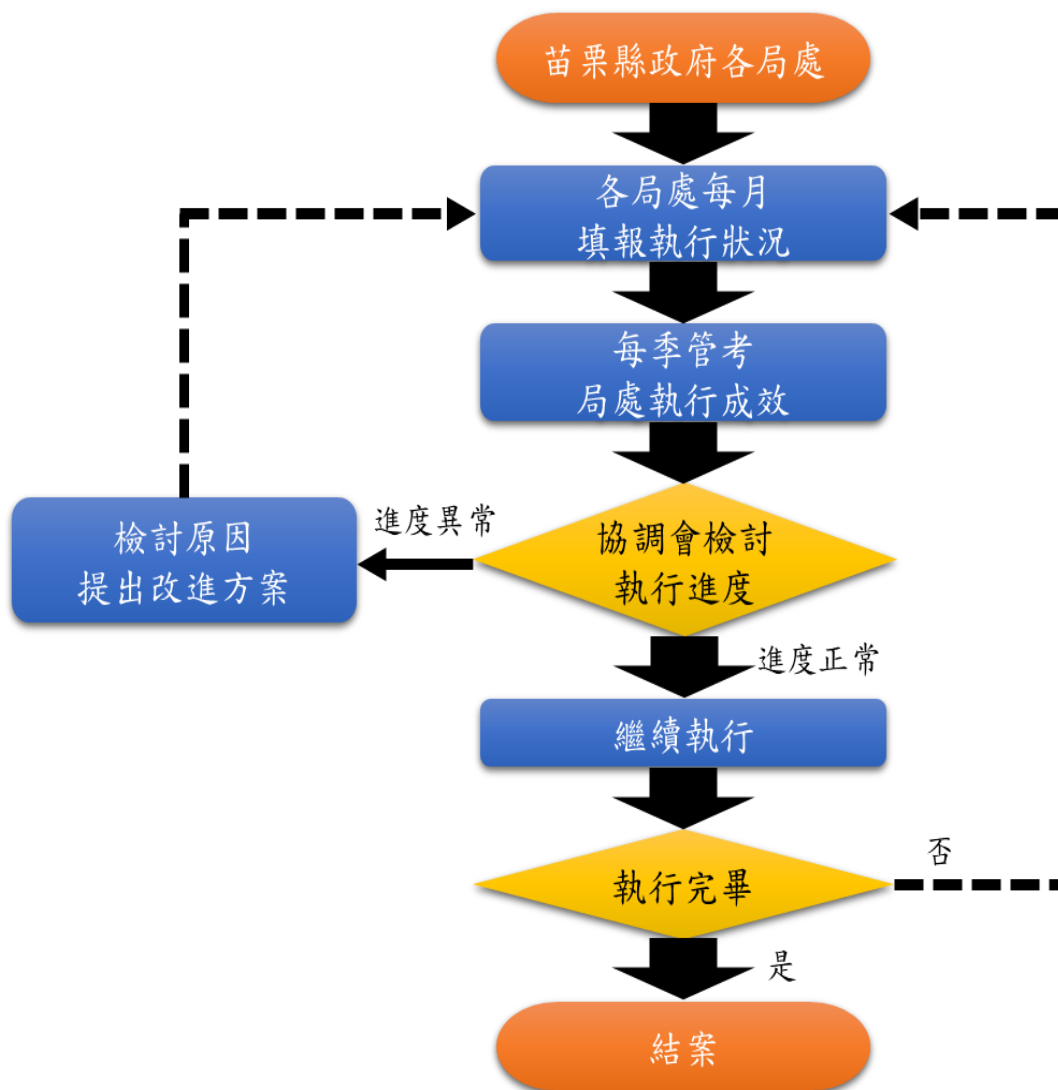 苗栗縣政府各局處
各局處每月
填報執行狀況
每季管考
局處執行成效
協調會檢討
執行進度
進度異常
檢討原因
提出改進方案
進度正常
繼續執行
執行完畢
否
是
結案